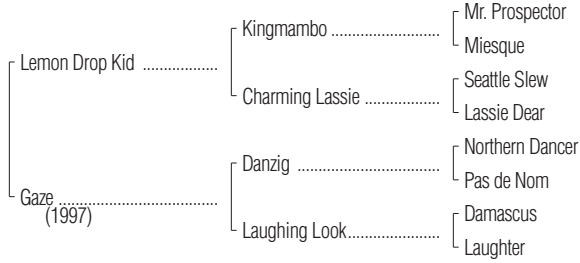 Mr. Prospector
Kingmambo ........................
Miesque
Lemon Drop Kid .................
Seattle Slew
Charming Lassie .................
Lassie Dear
Northern Dancer
Danzig ................................
Pas de Nom
Gaze ....................................
(1997)
Damascus
Laughing Look.....................
Laughter